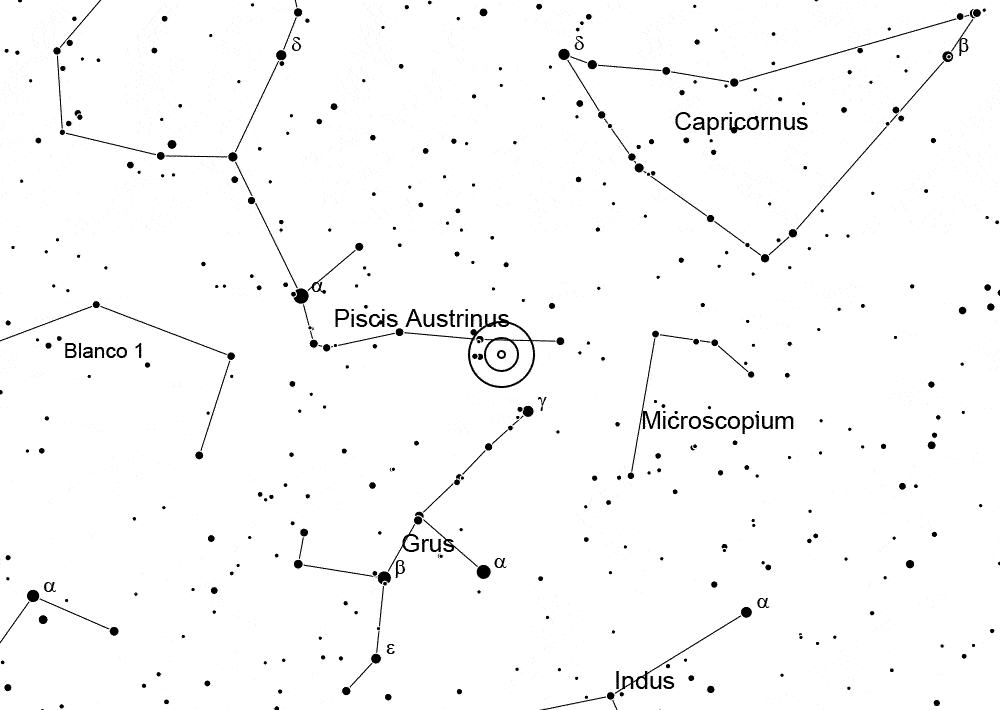 δ
δ
β
Capricornus
α
Piscis Austrinus
Blanco 1
γ
Microscopium
Grus
α
β
α
α
ε
Indus